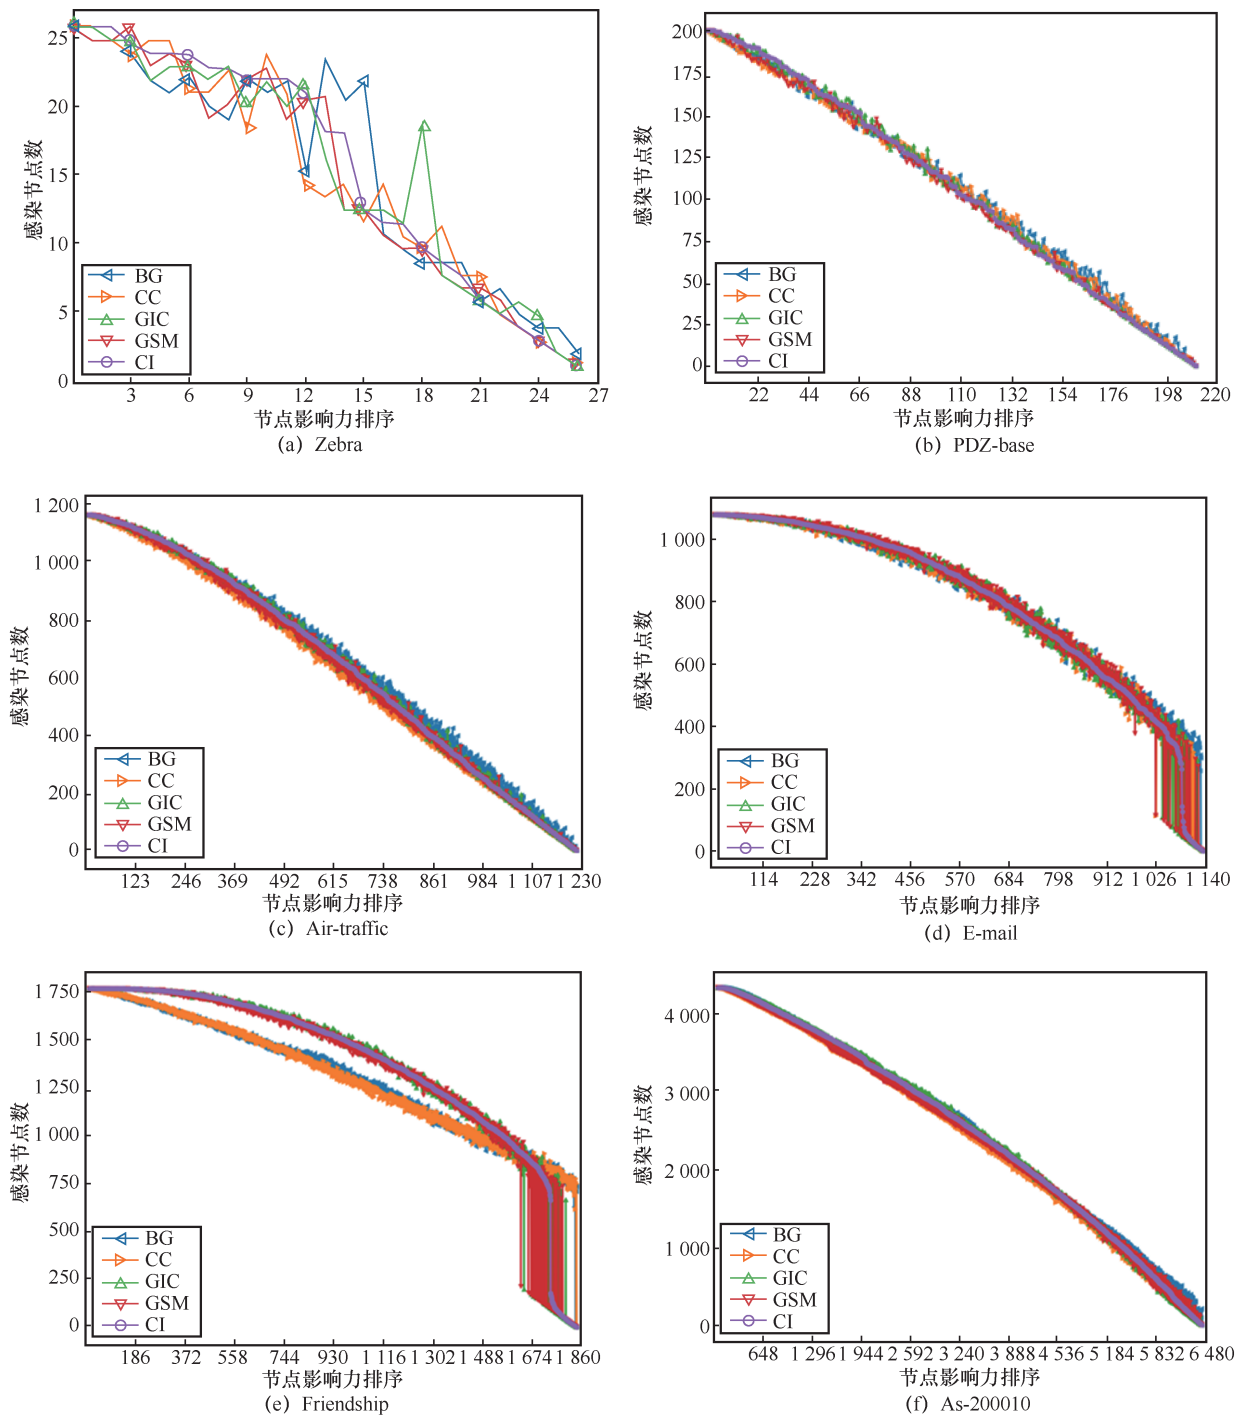 感染节点数
25
20
15
10
5
0
BG
CC
GIC
GSM
CI
3 6 9 12 15 18 21 24 27
节点影响力排序
(a) Zebra
感染节点数
200
175
150
125
100
75
50
25
0
BG
CC
GIC
GSM
CI
22 44 66 88 110 132 154 176 198 220
节点影响力排序
(b) PDZ-base
感染节点数
1 200
1 000
800
600
400
200
0
BG
CC
GIC
GSM
CI
123 246 369 492 615 738 861 984 1 107 1 230
节点影响力排序
(c) Air-traffic
感染节点数
1 000
800
600
400
200
0
BG
CC
GIC
GSM
CI
114 228 342 456 570 684 798 912 1 026 1 140
节点影响力排序
(d) E-mail
感染节点数
1 750
1 500
1 250
1 000
750
500
250
0
BG
CC
GIC
GSM
CI
186 372 558 744 930 1 116 1 302 1 488 1 674 1 860
节点影响力排序
(e) Friendship
感染节点数
4 000
3 000
2 000
1 000
0
BG
CC
GIC
GSM
CI
648 1 296 1 944 2 592 3 240 3 888 4 536 5 184 5 832 6 480
节点影响力排序
(f) As-200010